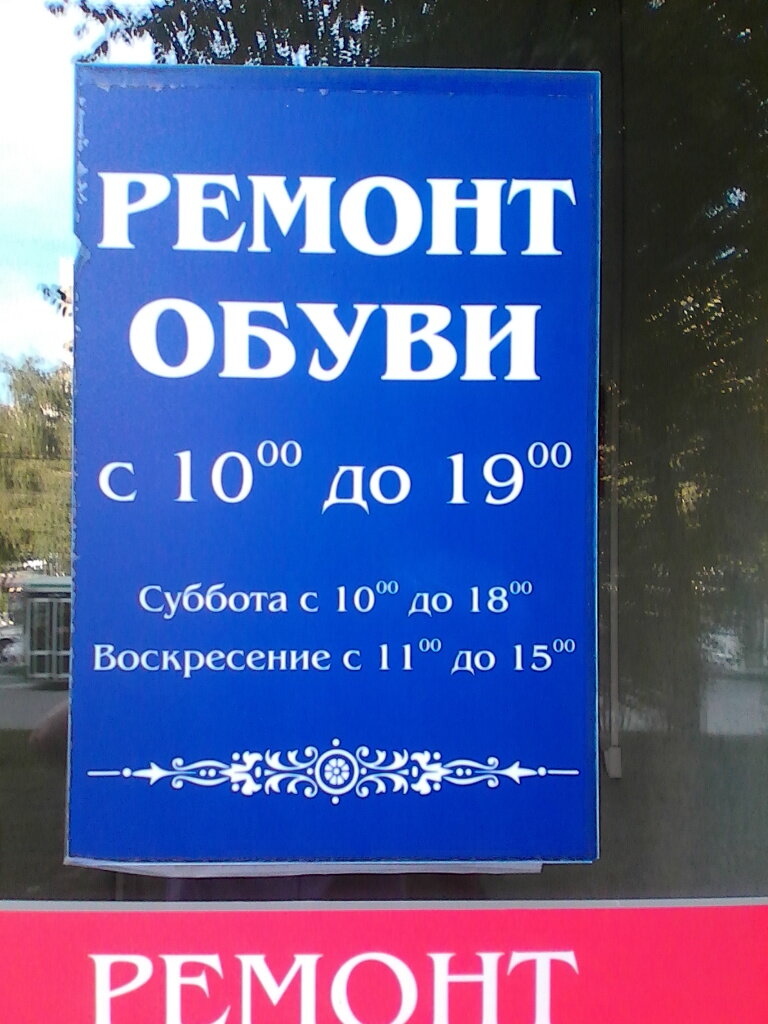 РЕМОНТ
ОБУВИ
с 10⁰⁰ до 19⁰⁰
Суббота с 10⁰⁰ до 18⁰⁰
Воскресение с 11⁰⁰ до 15⁰⁰
РЕМОНТ